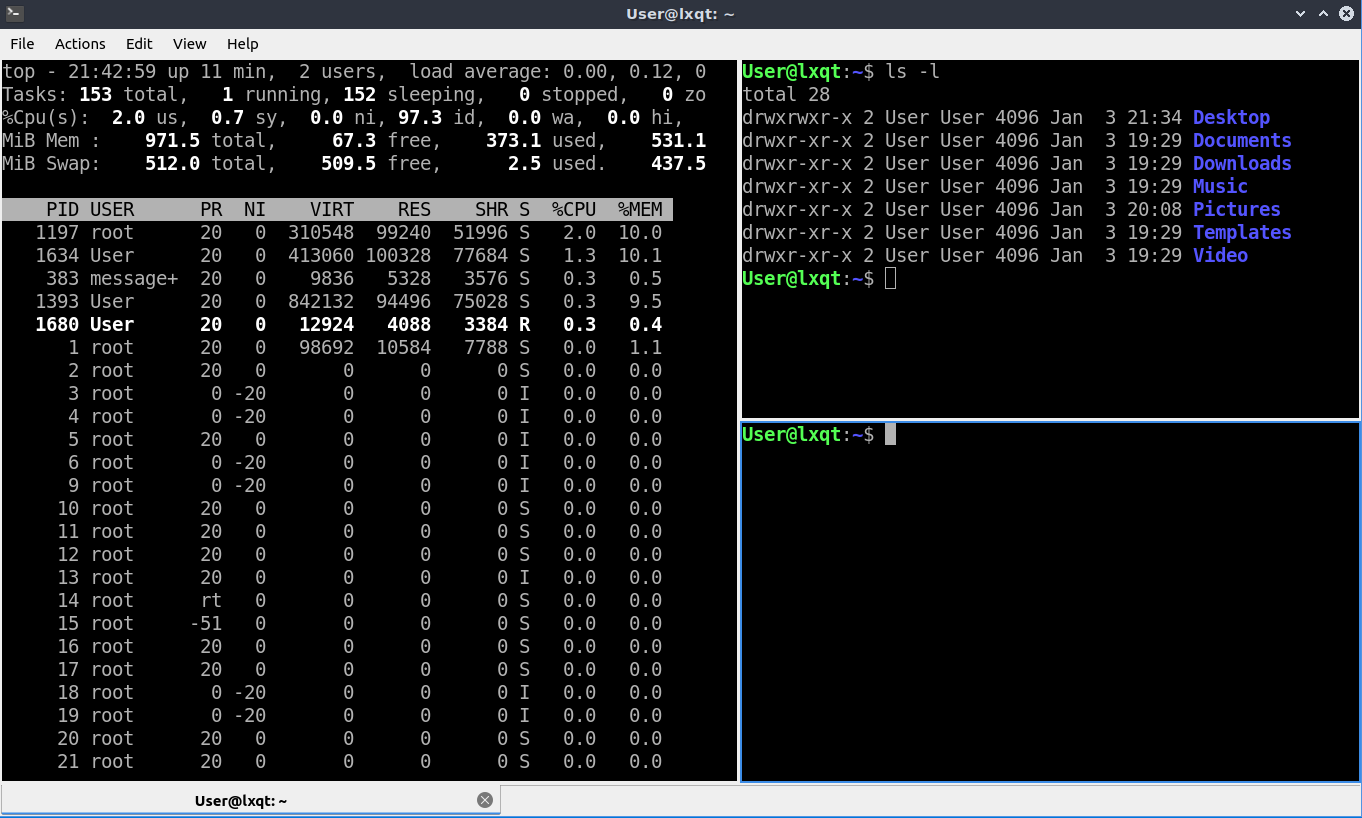 User@lxqt: ~
File Actions Edit View Help
top - 21:42:59 up 11 min,  2 users,  load average: 0.00, 0.12, 0
Tasks: 153 total,   1 running, 152 sleeping,   0 stopped,   0 zo
%Cpu(s):  2.0 us,  0.7 sy,  0.0 ni, 97.3 id,  0.0 wa,  0.0 hi,
MiB Mem :    971.5 total,     67.3 free,    373.1 used.    531.1
MiB Swap:    512.0 total,    509.5 free,      2.5 used.    437.5
    PID USER      PR  NI    VIRT    RES    SHR S  %CPU  %MEM
   1197 root      20   0  310548  99240  51996 S   2.0  10.0
   1634 User      20   0  413060 100328  77684 S   1.3  10.1
    383 message+  20   0    9836   5328   3576 S   0.3   0.5
   1393 User      20   0  842132  94496  75028 S   0.3   9.5
   1680 User      20   0   12924   4088   3384 R   0.3   0.4
      1 root      20   0   98692  10584   7788 S   0.0   1.1
      2 root      20   0       0      0      0 S   0.0   0.0
      3 root       0 -20       0      0      0 I   0.0   0.0
      4 root       0 -20       0      0      0 I   0.0   0.0
      5 root      20   0       0      0      0 I   0.0   0.0
      6 root       0 -20       0      0      0 I   0.0   0.0
      9 root       0 -20       0      0      0 I   0.0   0.0
     10 root      20   0       0      0      0 S   0.0   0.0
     11 root      20   0       0      0      0 S   0.0   0.0
     12 root      20   0       0      0      0 S   0.0   0.0
     13 root      20   0       0      0      0 I   0.0   0.0
     14 root      rt   0       0      0      0 S   0.0   0.0
     15 root     -51   0       0      0      0 S   0.0   0.0
     16 root      20   0       0      0      0 S   0.0   0.0
     17 root      20   0       0      0      0 S   0.0   0.0
     18 root       0 -20       0      0      0 I   0.0   0.0
     19 root       0 -20       0      0      0 I   0.0   0.0
     20 root      20   0       0      0      0 S   0.0   0.0
     21 root      20   0       0      0      0 S   0.0   0.0
User@lxqt:~$ ls -l
total 28
drwxrwxr-x 2 User User 4096 Jan  3 21:34 Desktop
drwxr-xr-x 2 User User 4096 Jan  3 19:29 Documents
drwxr-xr-x 2 User User 4096 Jan  3 19:29 Downloads
drwxr-xr-x 2 User User 4096 Jan  3 19:29 Music
drwxr-xr-x 2 User User 4096 Jan  3 20:08 Pictures
drwxr-xr-x 2 User User 4096 Jan  3 19:29 Templates
drwxr-xr-x 2 User User 4096 Jan  3 19:29 Video
User@lxqt:~$
User@lxqt:~$
User@lxqt: ~